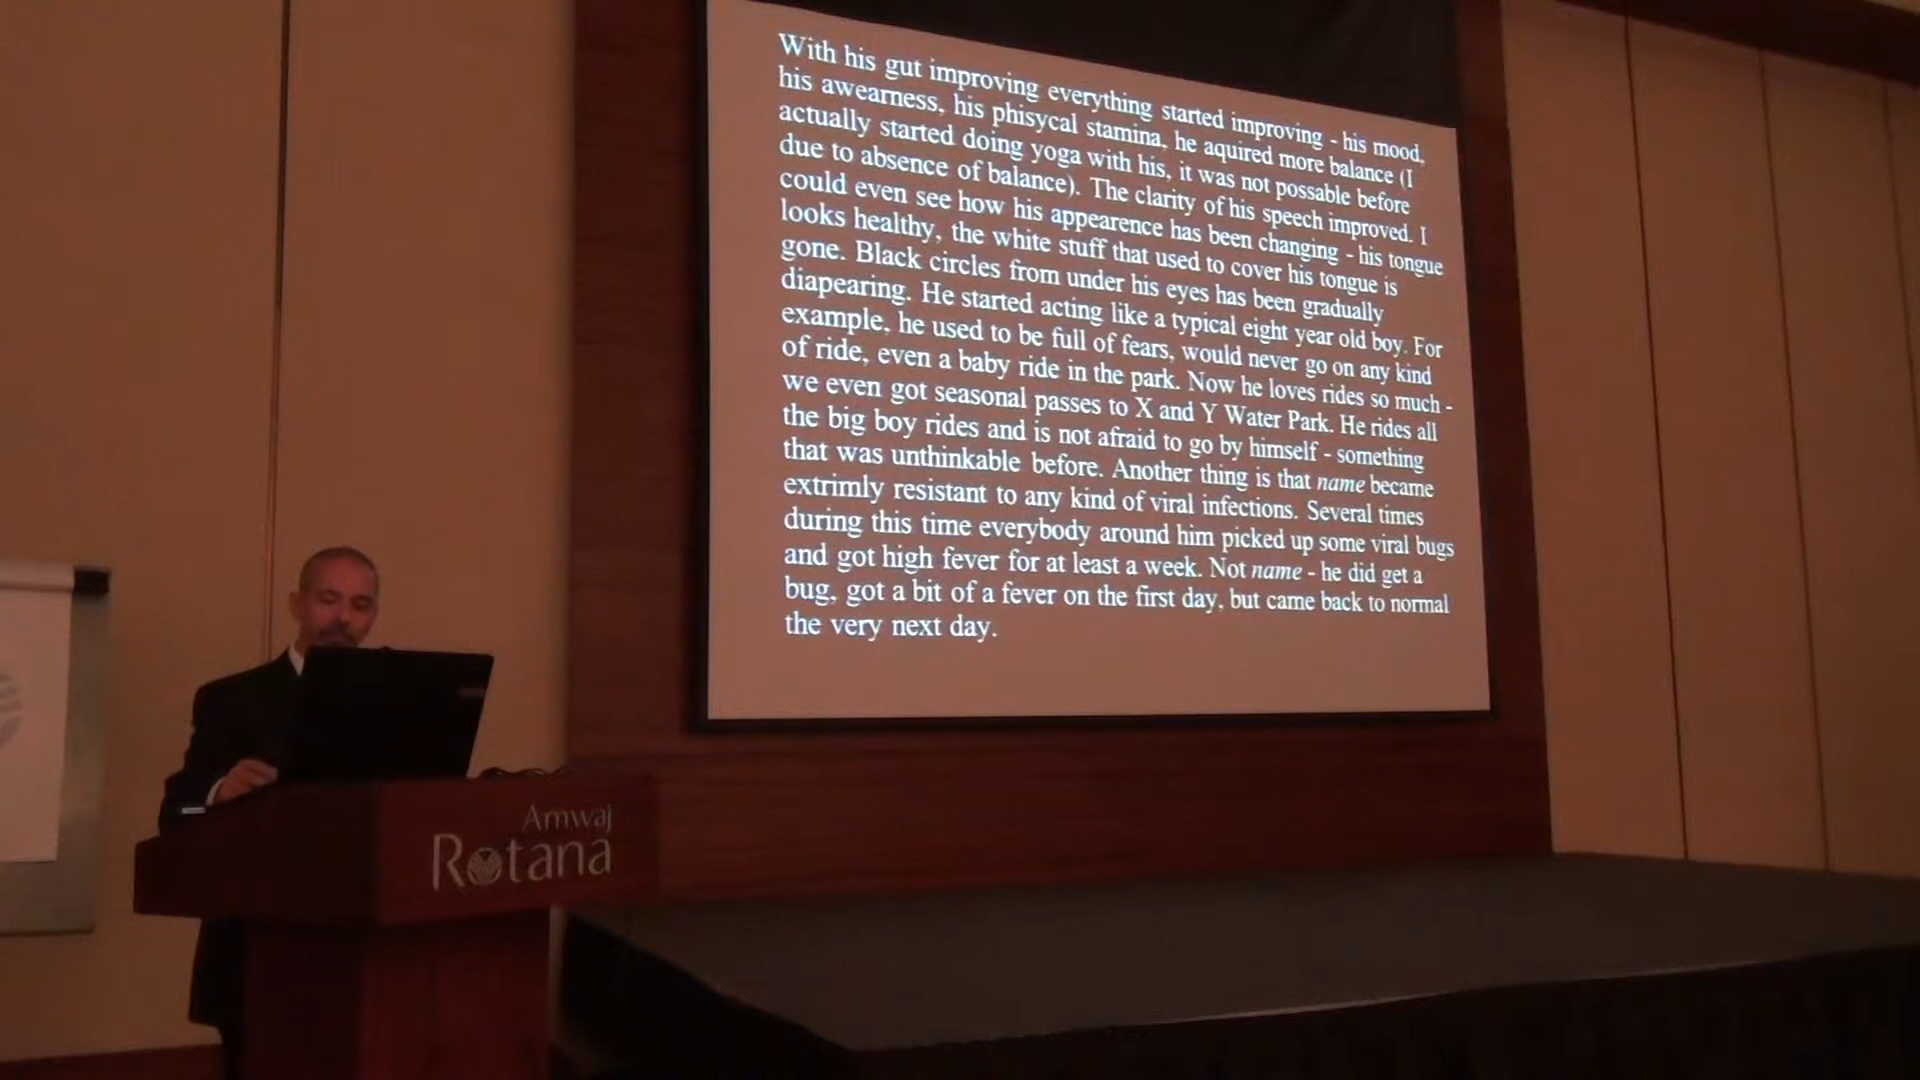 With his gut improving everything started improving - his mood,
his awearness, his phisycal stamina, he aquired more balance (I
actually started doing yoga with his, it was not possable before
due to absence of balance). The clarity of his speech improved. I
could even see how his appearence has been changing - his tongue
looks healthy, the white stuff that used to cover his tongue is
gone. Black circles from under his eyes has been gradually
diapearing. He started acting like a typical eight year old boy. For
example, he used to be full of fears, would never go on any kind
of ride, even a baby ride in the park. Now he loves rides so much -
we even got seasonal passes to X and Y Water Park. He rides all
the big boy rides and is not afraid to go by himself - something
that was unthinkable before. Another thing is that name became
extrimly resistant to any kind of viral infections. Several times
during this time everybody around him picked up some viral bugs
and got high fever for at least a week. Not name - he did get a
bug, got a bit of a fever on the first day, but came back to normal
the very next day.
Amwaj
Rotana